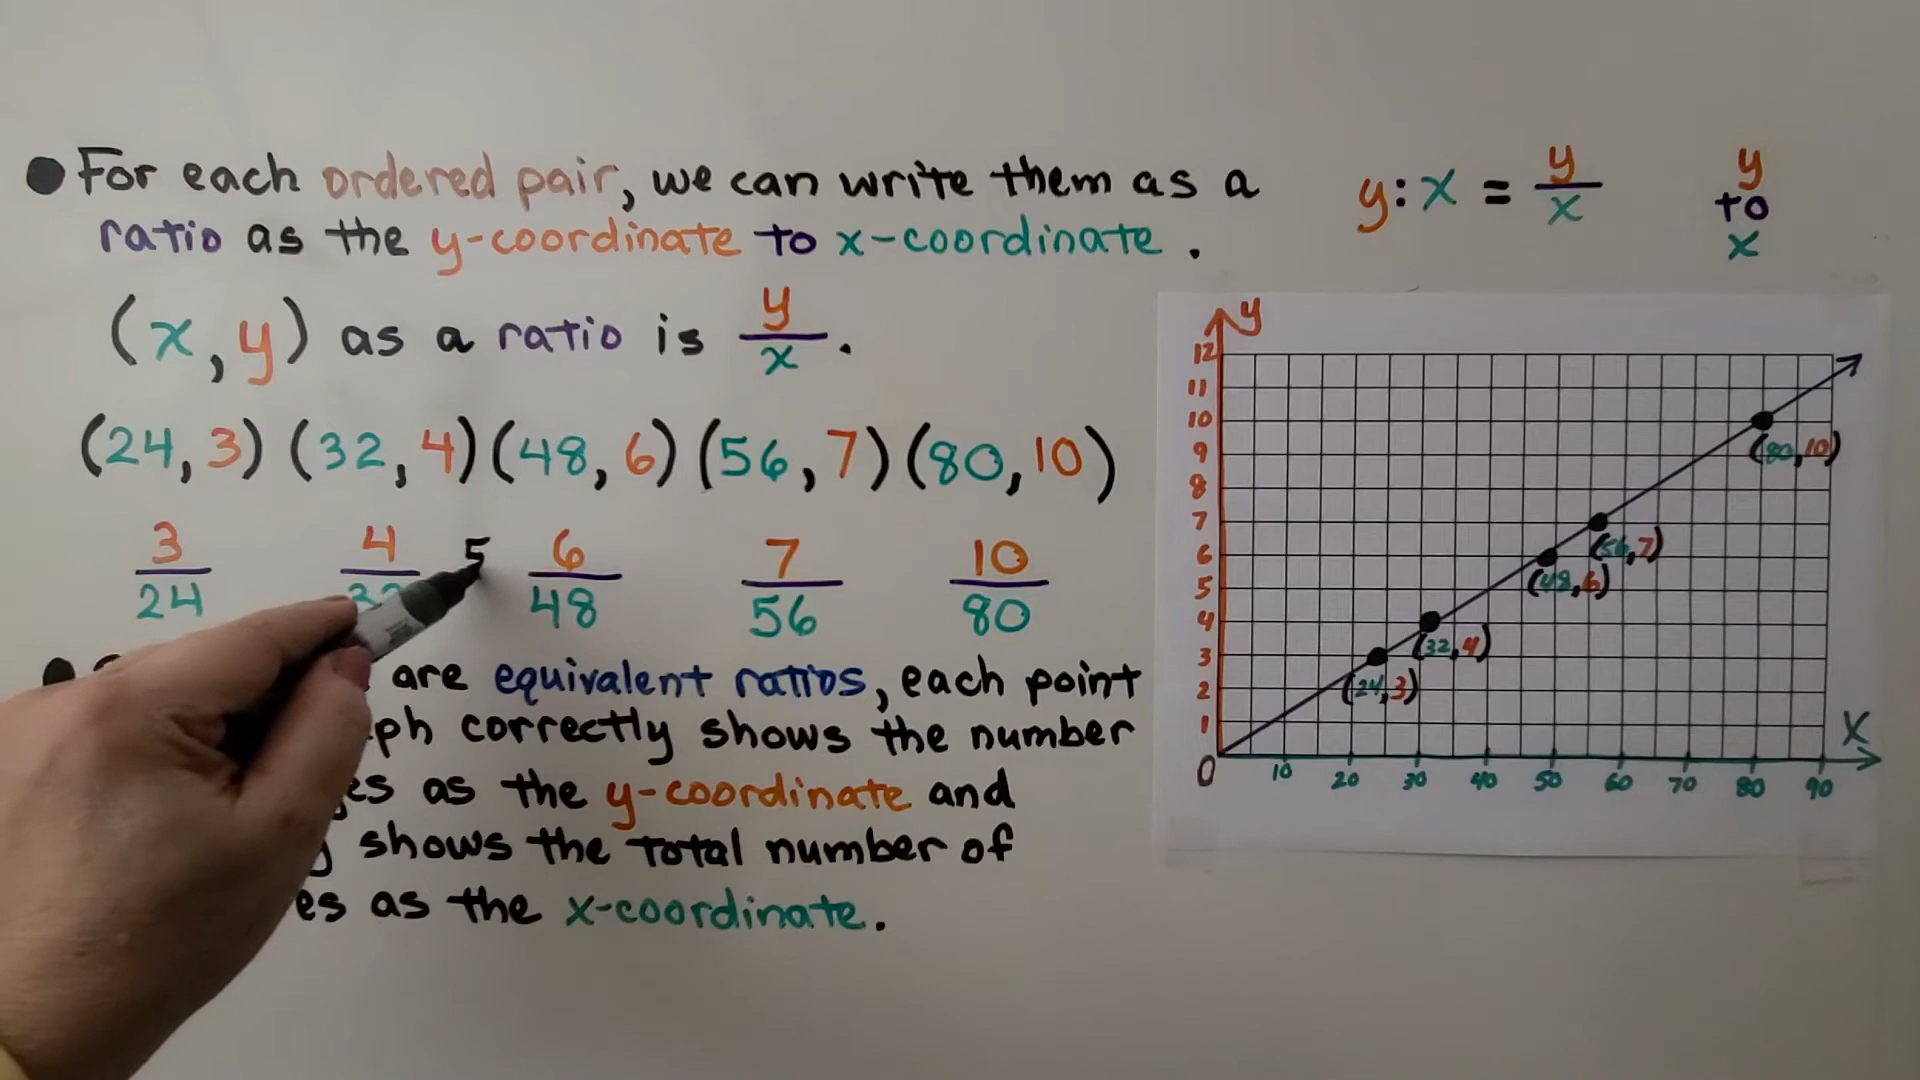 For each ordered pair, we can write them as a
ratio as the y-coordinate to x-coordinate.
(x,y) as a ratio is y/x.
(24,3) (32,4) (48,6) (56,7) (80,10)
3/24 4/32 5 6/48 7/56 10/80
are equivalent ratios, each point
ph correctly shows the number
es as the y-coordinate and
shows the total number of
es as the x-coordinate.
y:x = y/x
y
to
x
y
12
11
10
9
8
7
6
5
4
3
2
1
0
(80,10)
(56,7)
(48,6)
(32,4)
(24,3)
x
10 20 30 40 50 60 70 80 90